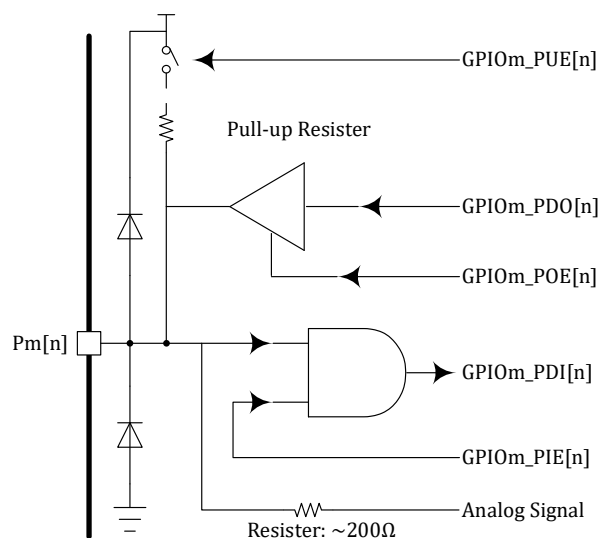 GPIOm_PUE[n]
Pull-up Resister
GPIOm_PDO[n]
GPIOm_POE[n]
Pm[n]
GPIOm_PDI[n]
GPIOm_PIE[n]
Analog Signal
Resister: ~200Ω